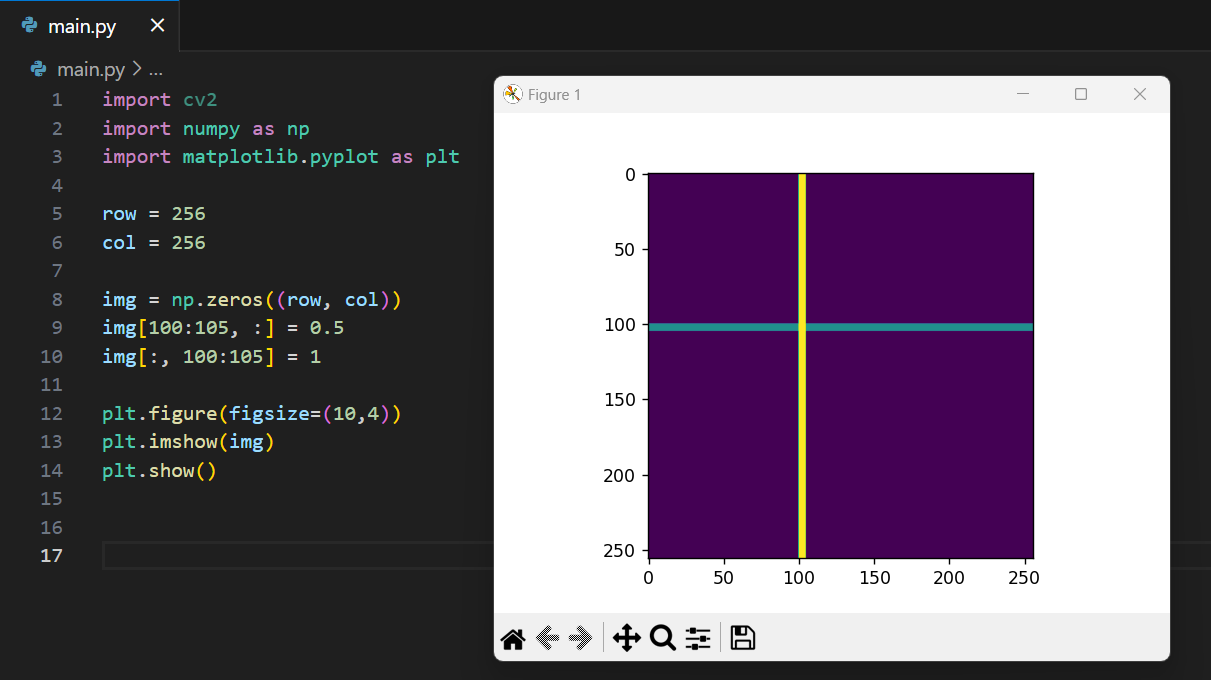 main.py
main.py > ...
1 import cv2
2 import numpy as np
3 import matplotlib.pyplot as plt
4
5 row = 256
6 col = 256
7
8 img = np.zeros((row, col))
9 img[100:105, :] = 0.5
10 img[:, 100:105] = 1
11
12 plt.figure(figsize=(10,4))
13 plt.imshow(img)
14 plt.show()
15
16
17
Figure 1
0
50
100
150
200
250
0 50 100 150 200 250